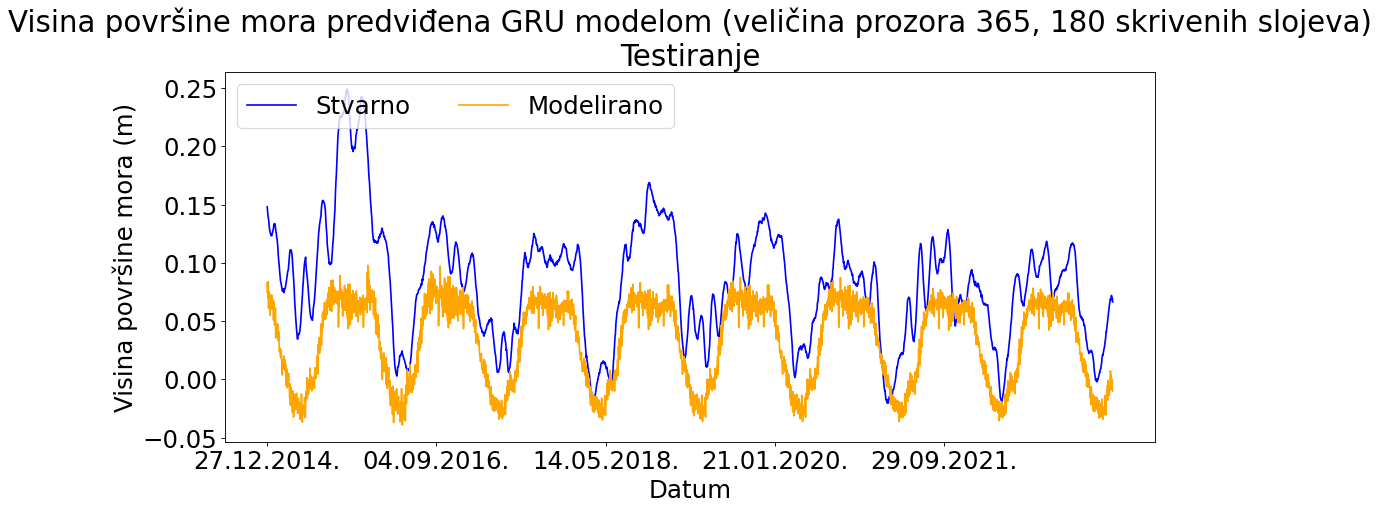 Visina površine mora predviđena GRU modelom (veličina prozora 365, 180 skrivenih slojeva)
Testiranje
Stvarno
Modelirano
Visina površine mora (m)
0.25
0.20
0.15
0.10
0.05
0.00
−0.05
27.12.2014.
04.09.2016.
14.05.2018.
21.01.2020.
29.09.2021.
Datum